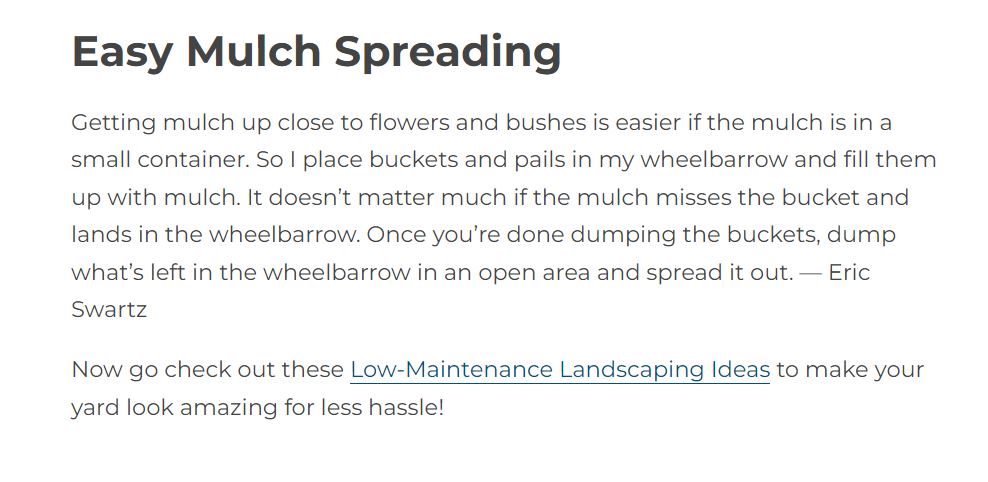 Easy Mulch Spreading
Getting mulch up close to flowers and bushes is easier if the mulch is in a
small container. So I place buckets and pails in my wheelbarrow and fill them
up with mulch. It doesn’t matter much if the mulch misses the bucket and
lands in the wheelbarrow. Once you’re done dumping the buckets, dump
what’s left in the wheelbarrow in an open area and spread it out. — Eric
Swartz
Now go check out these Low-Maintenance Landscaping Ideas to make your
yard look amazing for less hassle!